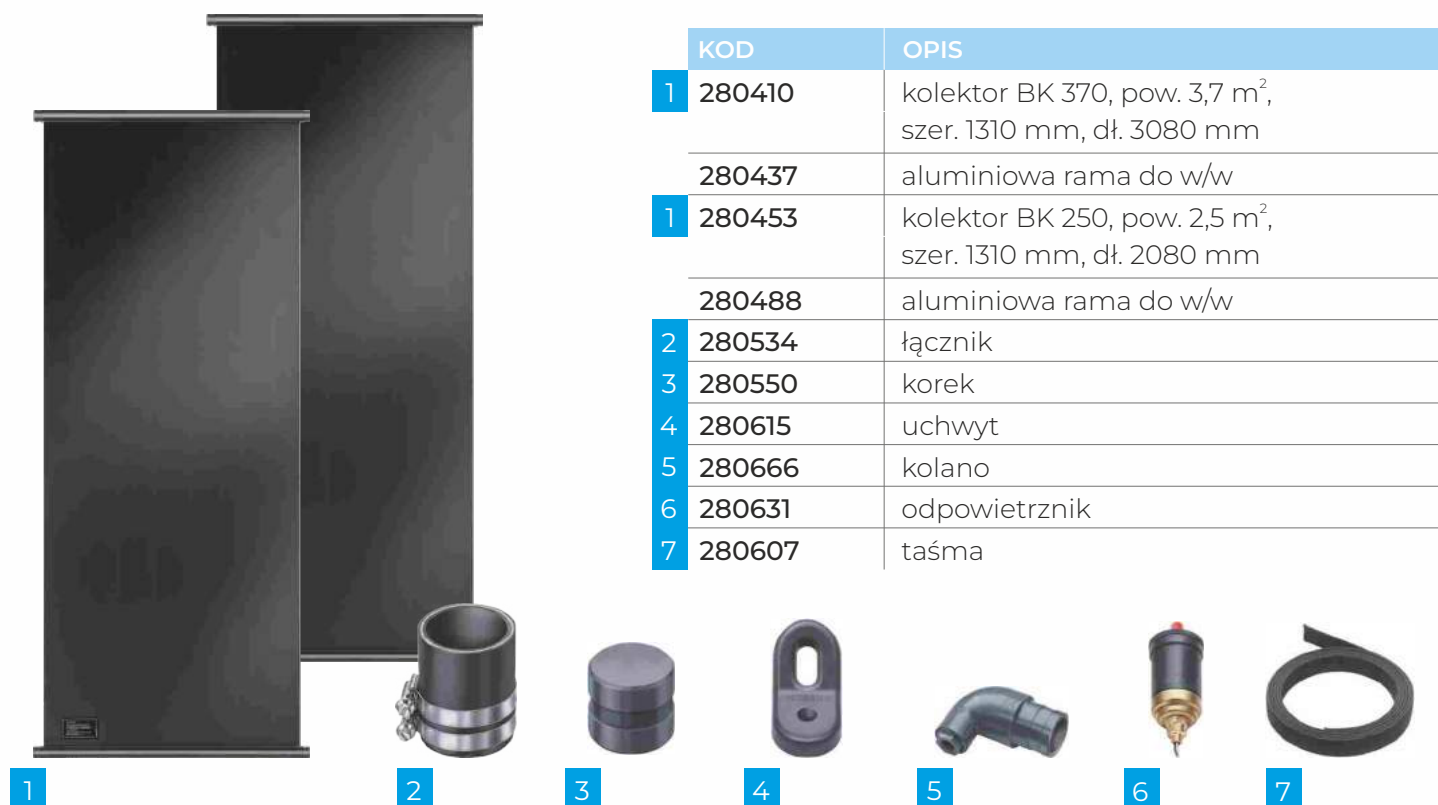 KOD OPIS
1 280410 kolektor BK 370, pow. 3,7 m²,
szer. 1310 mm, dł. 3080 mm
280437 aluminiowa rama do w/w
1 280453 kolektor BK 250, pow. 2,5 m²,
szer. 1310 mm, dł. 2080 mm
280488 aluminiowa rama do w/w
2 280534 łącznik
3 280550 korek
4 280615 uchwyt
5 280666 kolano
6 280631 odpowietrznik
7 280607 taśma
1 2 3 4 5 6 7